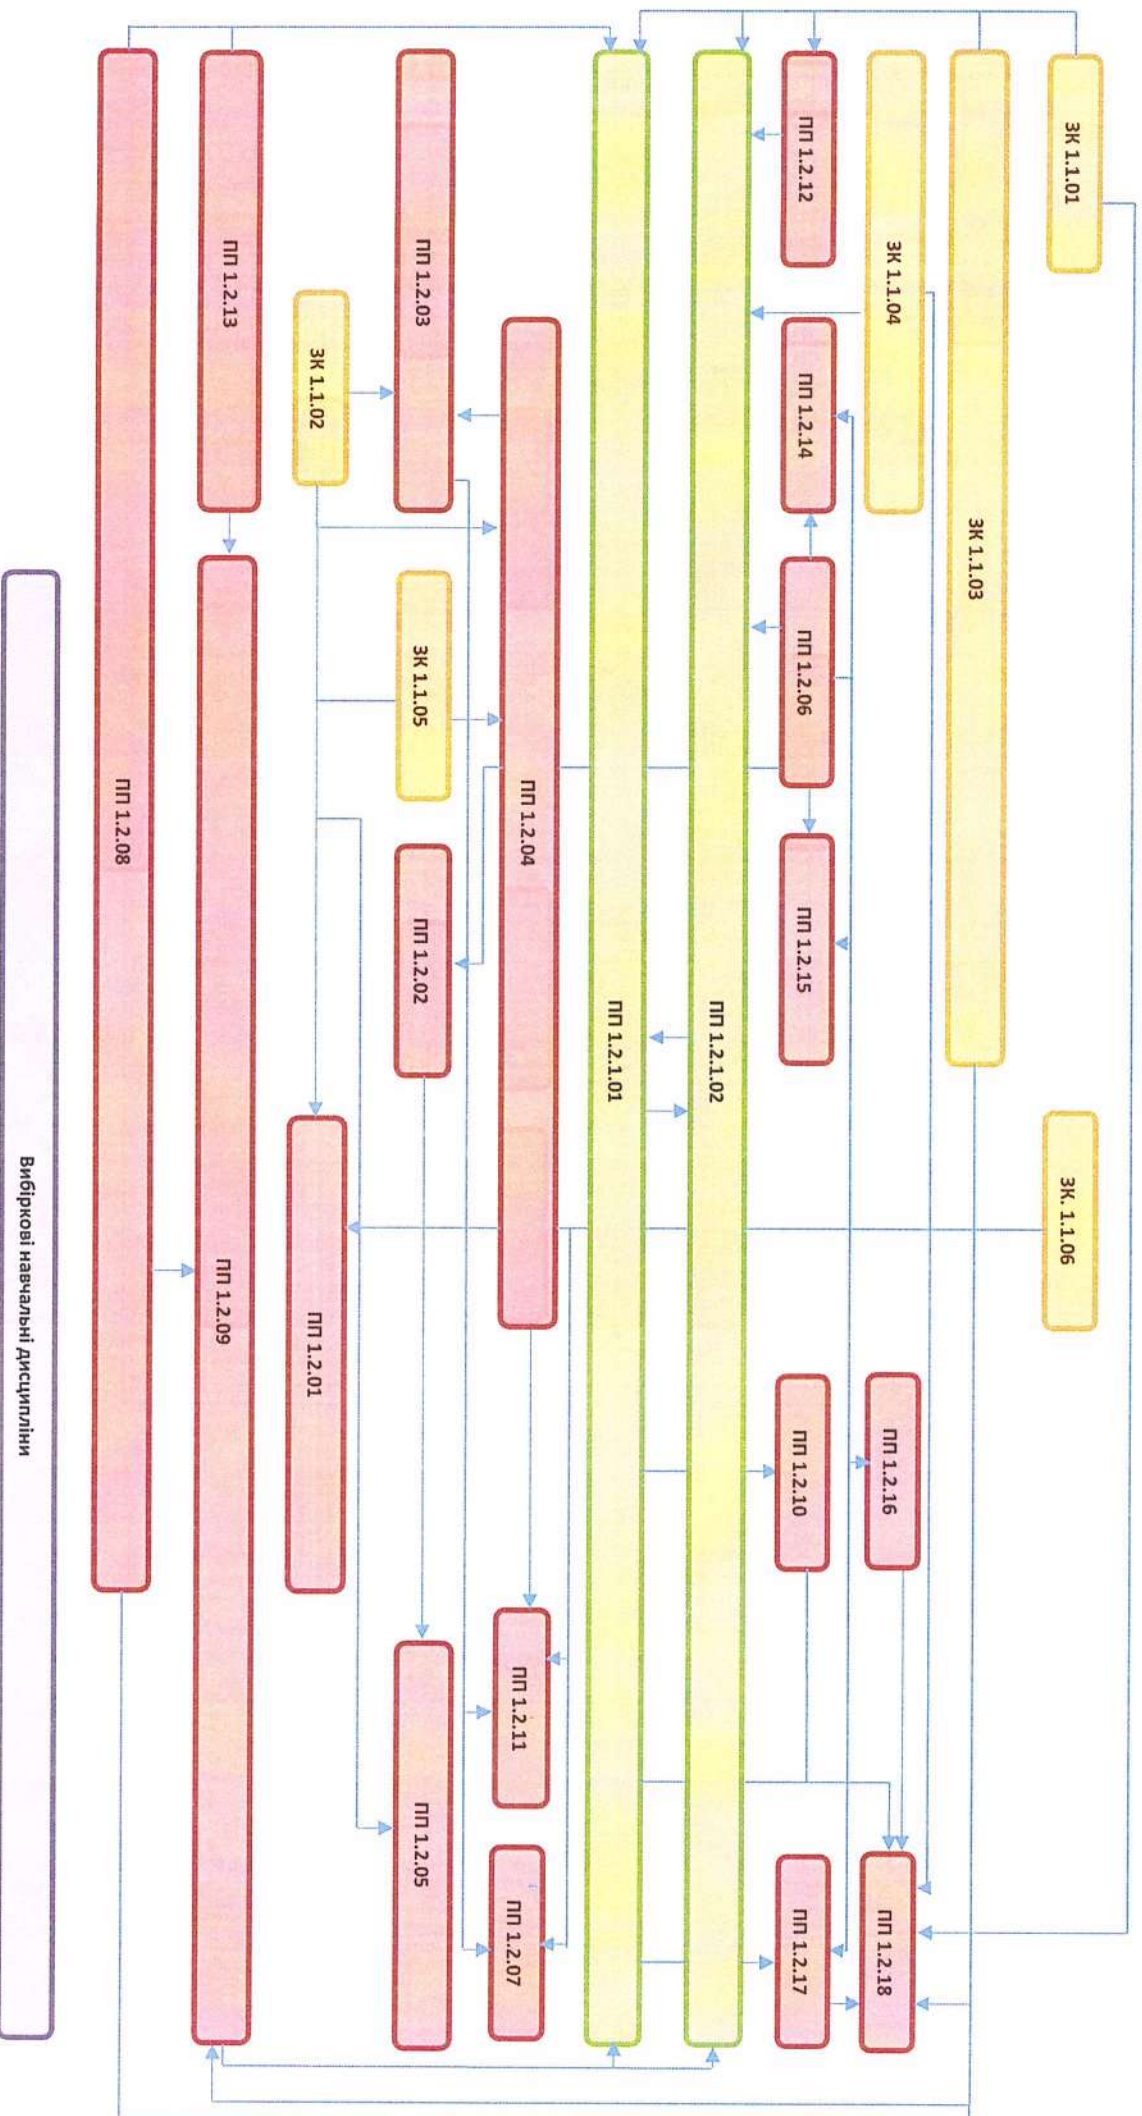 ЗК 1.1.01
ЗК. 1.1.06
ЗК 1.1.03
ЗК 1.1.04
ПП 1.2.16
ПП 1.2.18
ПП 1.2.12
ПП 1.2.14
ПП 1.2.06
ПП 1.2.15
ПП 1.2.10
ПП 1.2.17
ПП 1.2.1.02
ПП 1.2.1.01
ПП 1.2.04
ПП 1.2.11
ПП 1.2.07
ПП 1.2.03
ЗК 1.1.05
ПП 1.2.02
ПП 1.2.05
ЗК 1.1.02
ПП 1.2.01
ПП 1.2.13
ПП 1.2.09
ПП 1.2.08
Вибіркові навчальні дисципліни